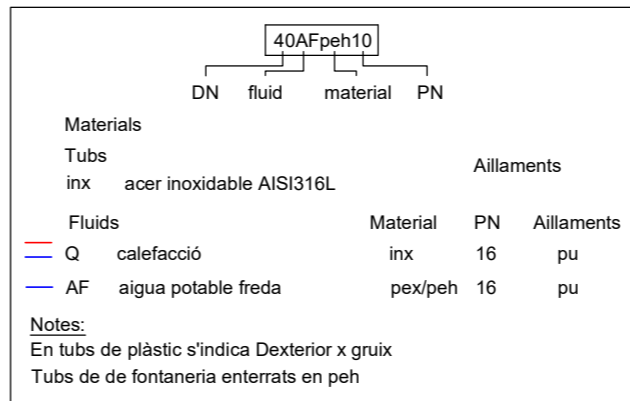 40AFpeh10
DN fluid material PN
Materials
Tubs Aillaments
inx acer inoxidable AISI316L
Fluids Material PN Aillaments
Q calefacció inx 16 pu
AF aigua potable freda pex/peh 16 pu
Notes:
En tubs de plàstic s'indica Dexterior x gruix
Tubs de de fontaneria enterrats en peh